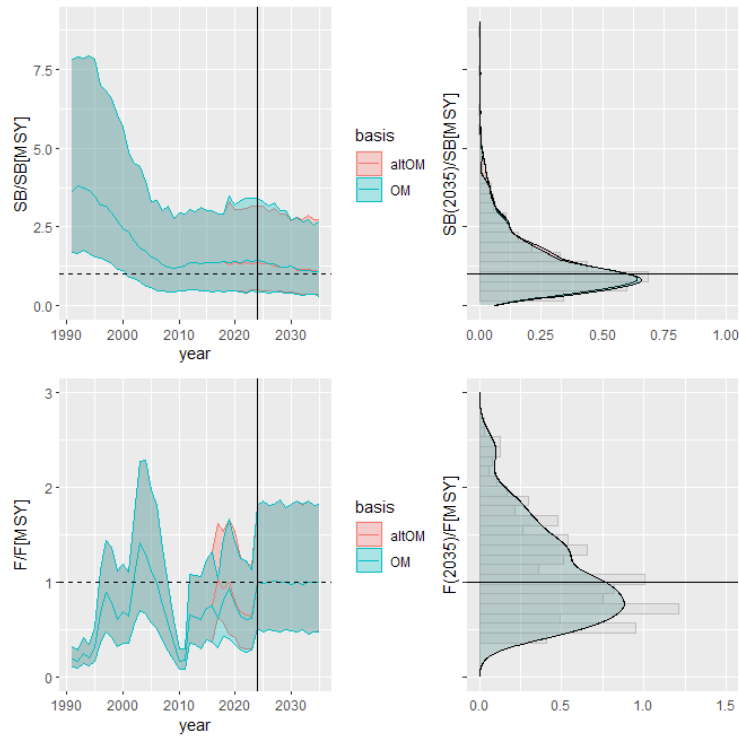 SB/SB[MSY]
7.5
5.0
2.5
0.0
1990 2000 2010 2020 2030
year
basis
altOM
OM
SB(2035)/SB[MSY]
0.00 0.25 0.50 0.75 1.00
F/F[MSY]
3
2
1
0
1990 2000 2010 2020 2030
year
basis
altOM
OM
F(2035)/F[MSY]
0.0 0.5 1.0 1.5